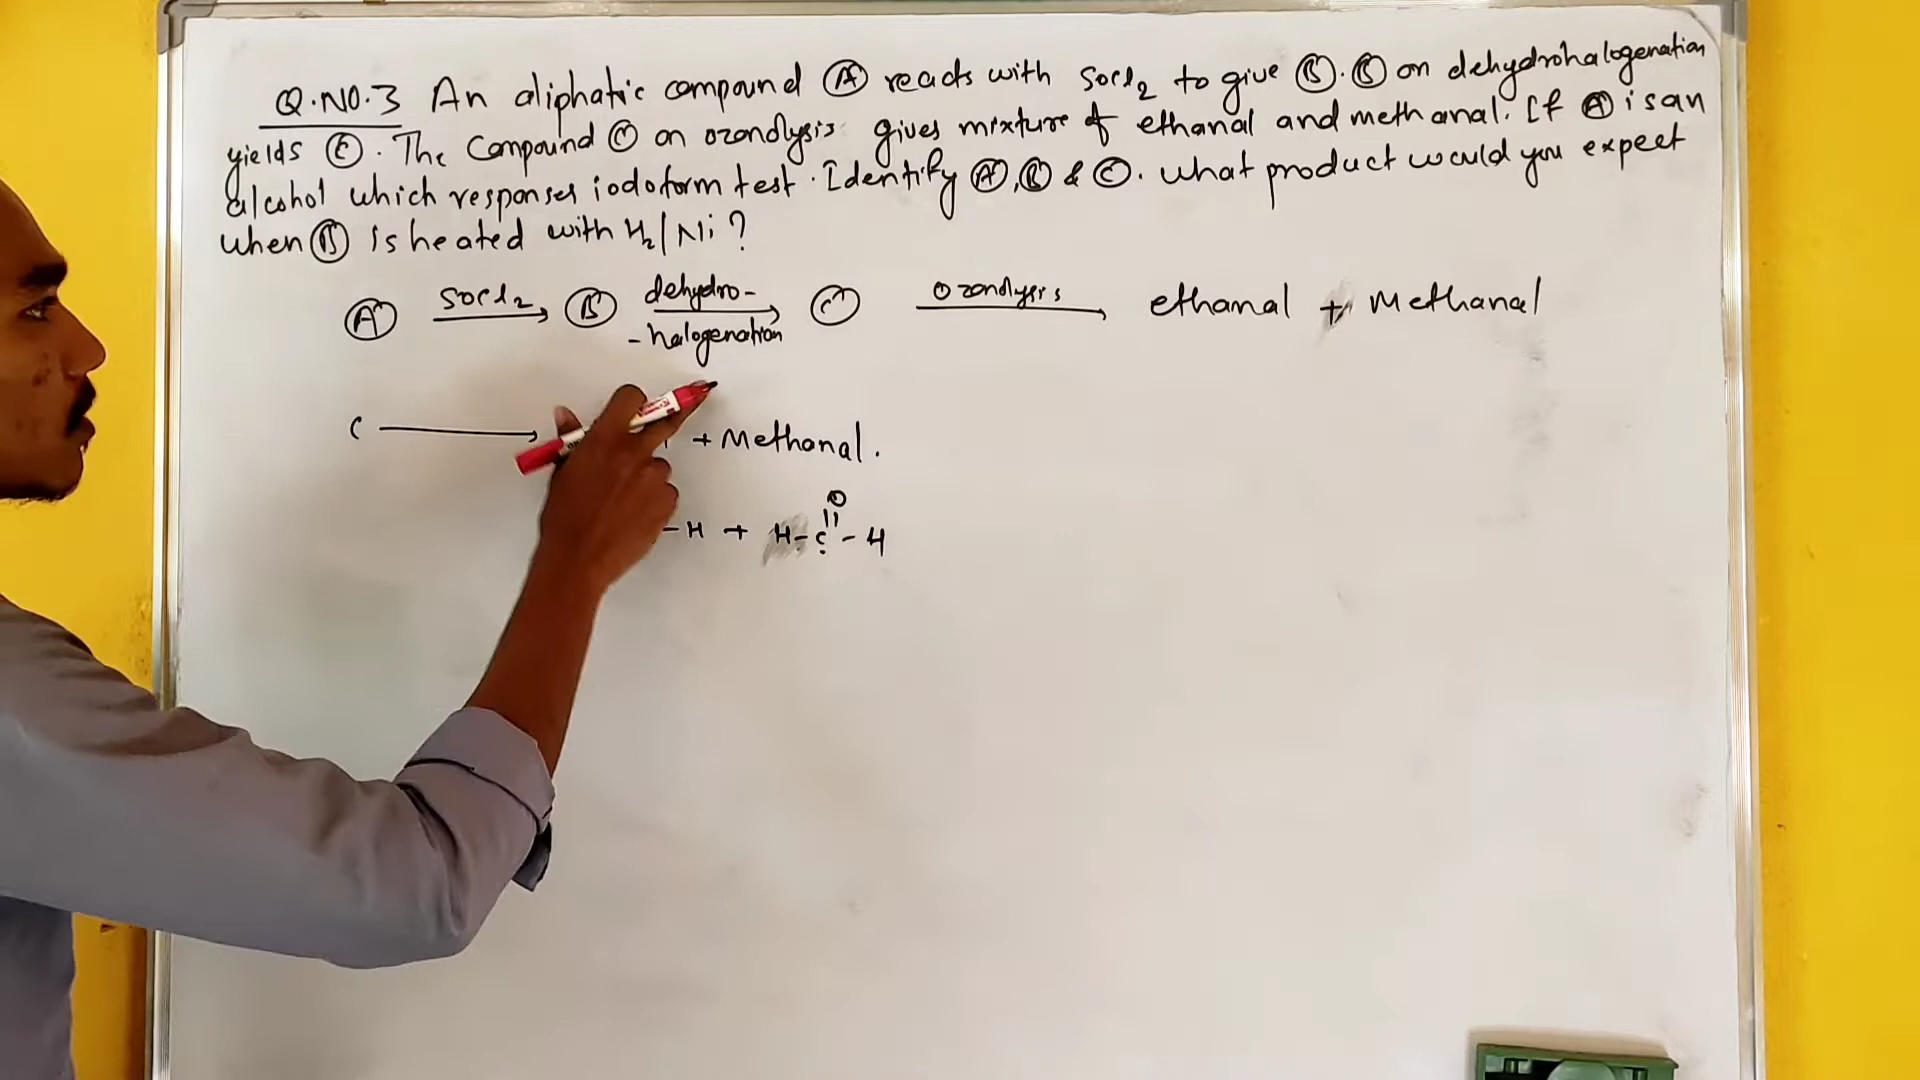 Q.NO.3 An aliphatic compound Ⓐ reacts with SOCl₂ to give Ⓑ. Ⓑ on dehydrohalogenation
yields Ⓒ. The compound Ⓒ on ozonolysis gives mixture of ethanal and methanal. If Ⓐ is an
alcohol which responses iodoform test. Identify Ⓐ, Ⓑ & Ⓒ. what product would you expect
when Ⓑ is heated with H₂/Ni ?
SOCl₂ dehydro- ozonolysis
Ⓐ → Ⓑ → Ⓒ → ethanal + Methanal
-halogenation
C → + Methanal.
O
-H + H-C-H